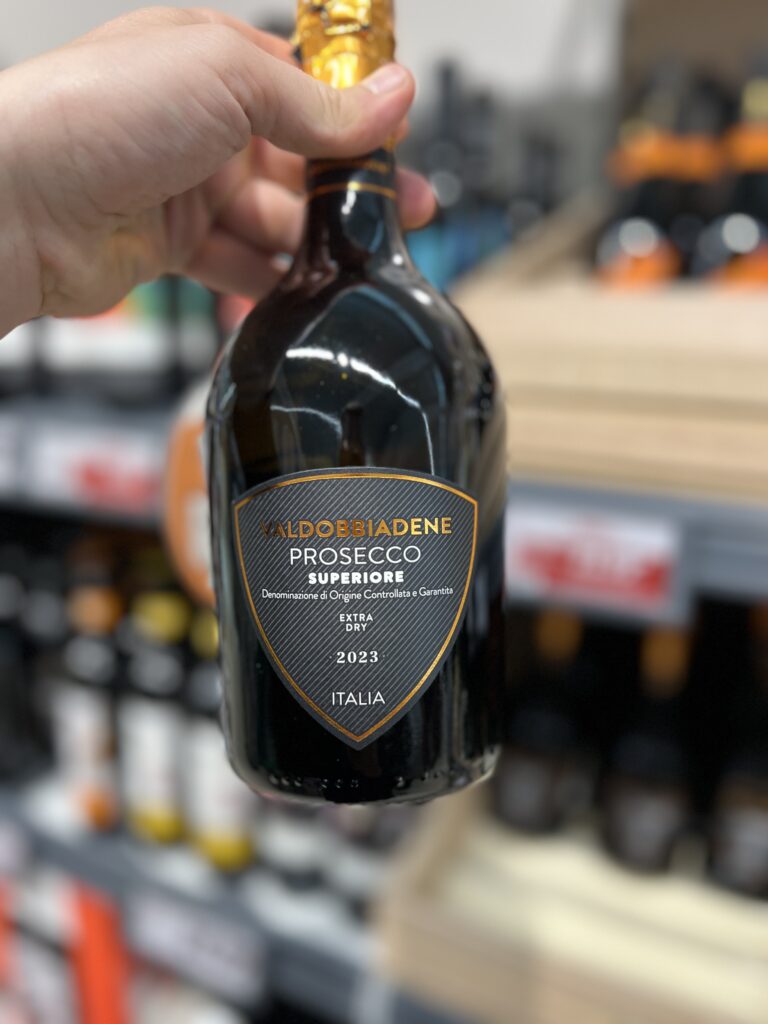 VALDOBBIADENE
PROSECCO
SUPERIORE
Denominazione di Origine Controllata e Garantita
EXTRA
DRY
2023
ITALIA